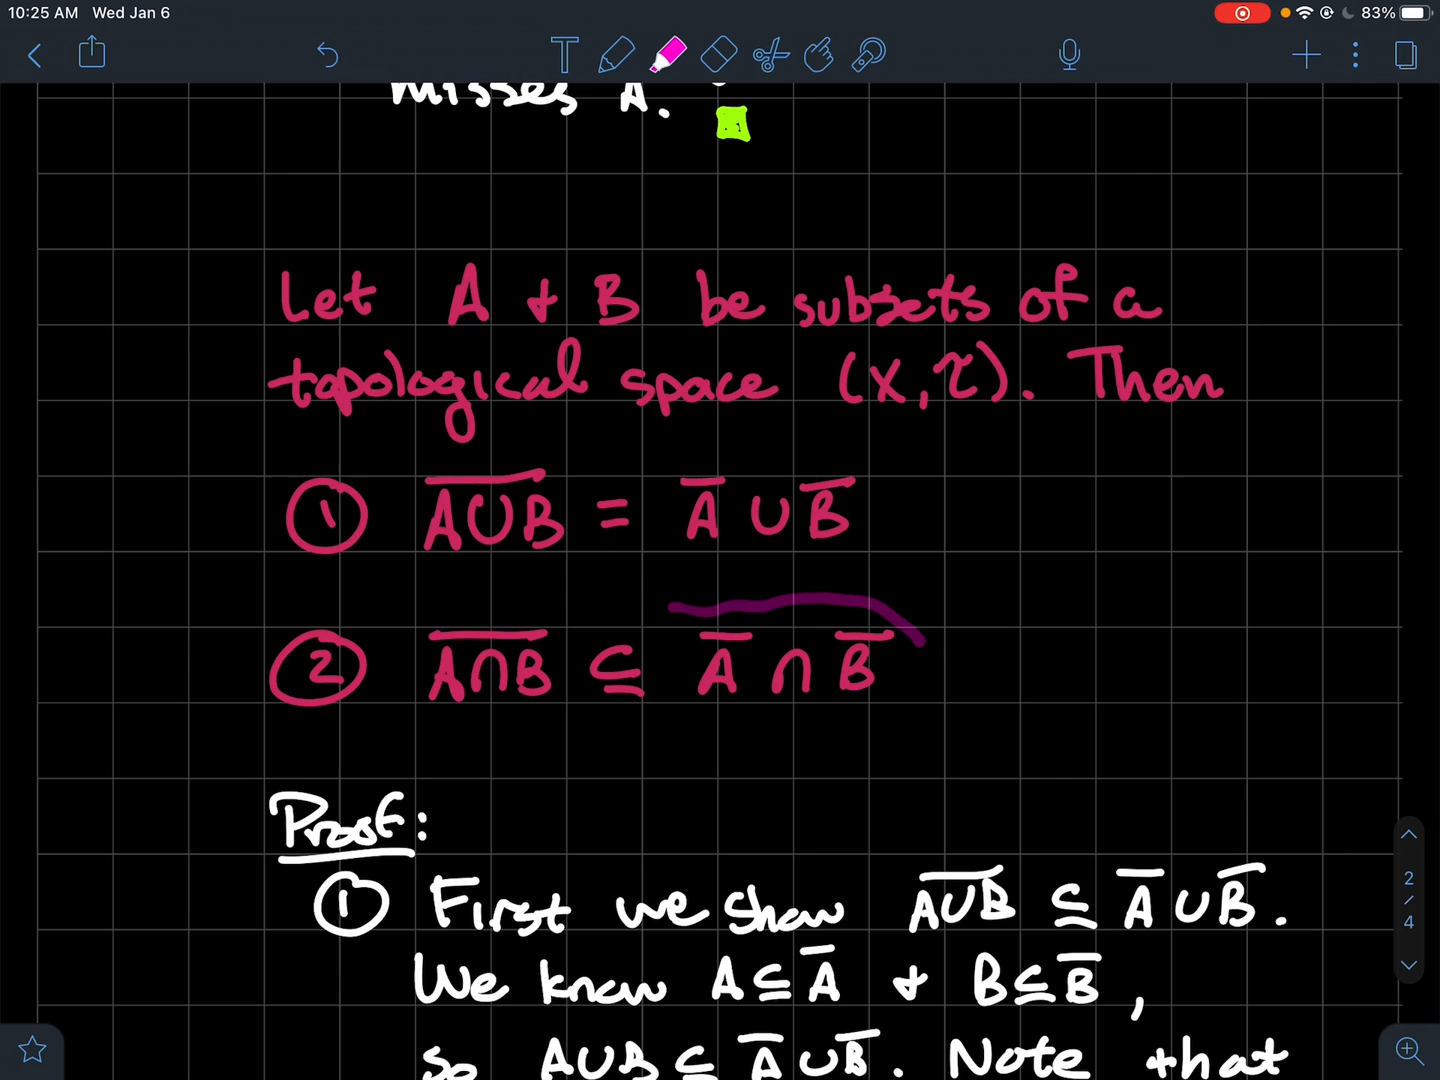 10:25 AM Wed Jan 6
83%
misses A.
Let A & B be subsets of a
topological space (X, τ). Then
① A̅∪̅B̅ = A̅ ∪ B̅
② A̅∩̅B̅ ⊆ A̅ ∩ B̅
Proof:
① First we show A̅∪̅B̅ ⊆ A̅ ∪ B̅.
We know A ⊆ A̅ & B ⊆ B̅,
so A∪B ⊆ A̅ ∪ B̅. Note that
2
/
4